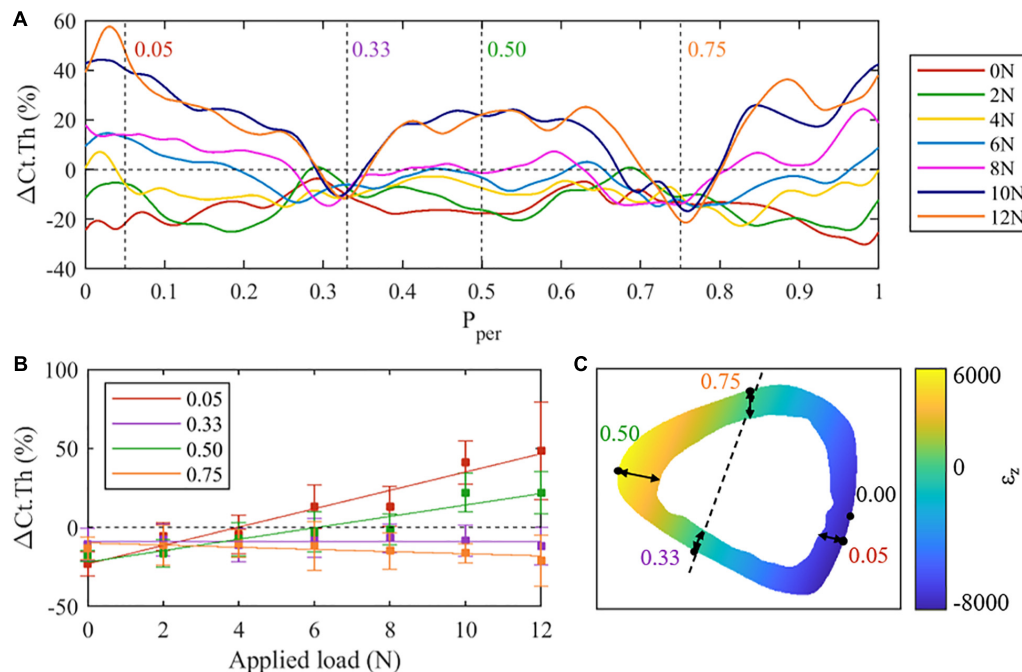 A
ΔCt.Th (%)
60
40
20
0
-20
-40
0.05
0.33
0.50
0.75
0
0.1
0.2
0.3
0.4
0.5
0.6
0.7
0.8
0.9
1
P_per
0N
2N
4N
6N
8N
10N
12N
B
ΔCt.Th (%)
100
50
0
-50
0.05
0.33
0.50
0.75
0
2
4
6
8
10
12
Applied load (N)
C
0.75
0.50
0.00
0.33
0.05
6000
0
-8000
ε_z